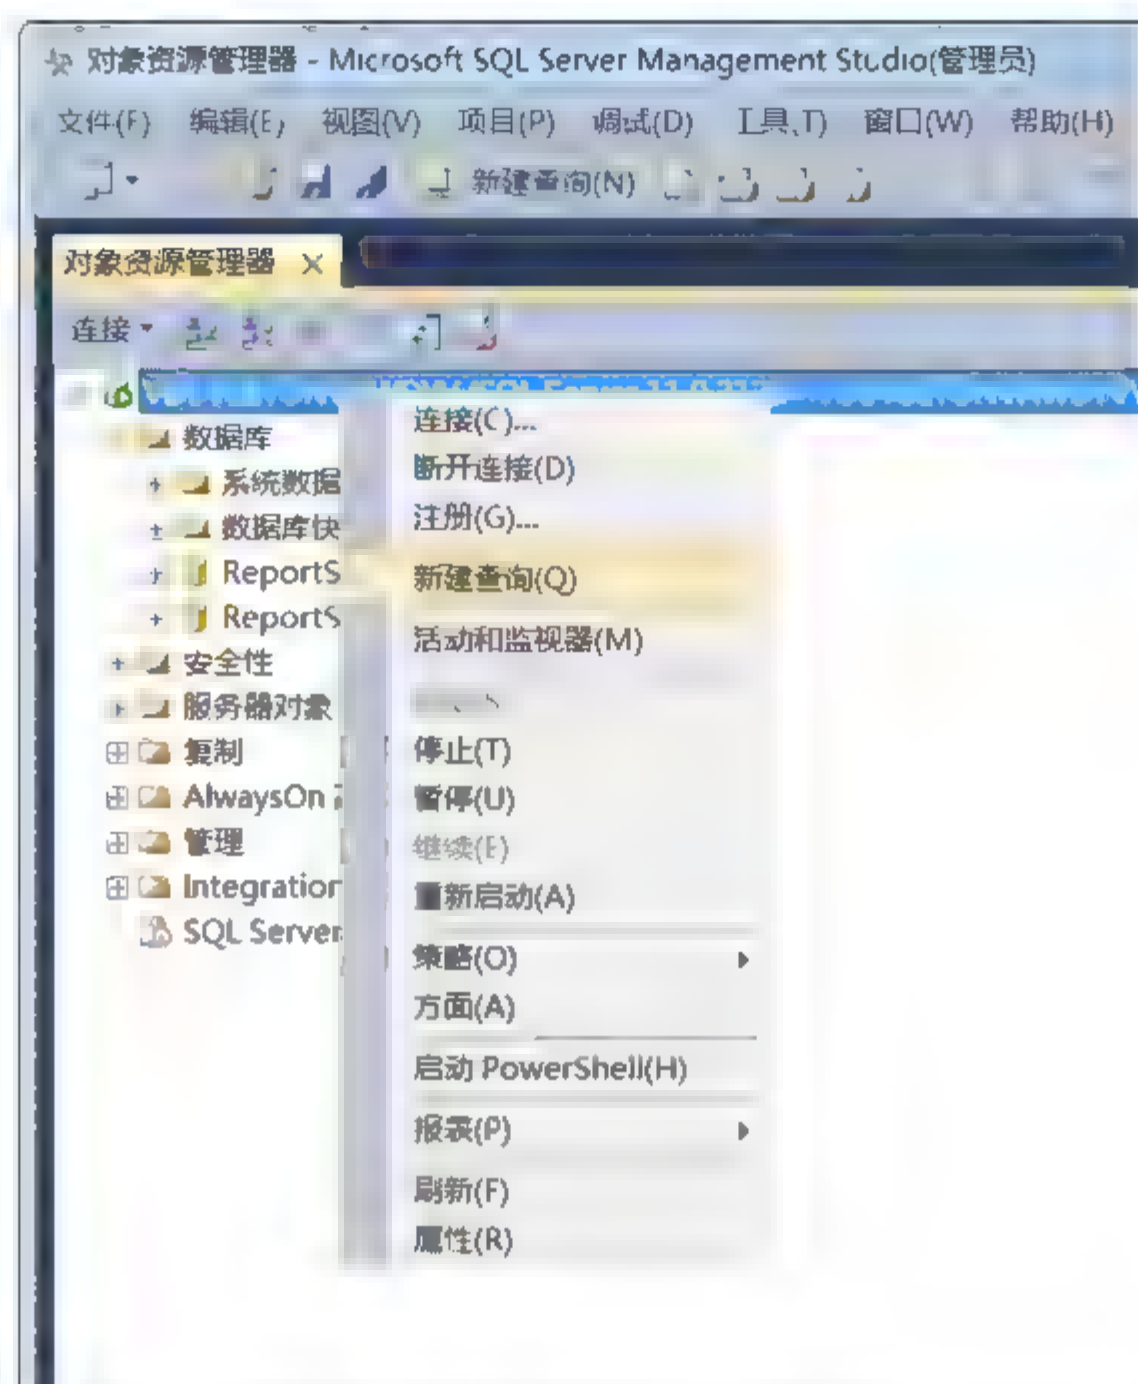 对象资源管理器 - Microsoft SQL Server Management Studio(管理员)
文件(F) 编辑(E) 视图(V) 项目(P) 调试(D) 工具(T) 窗口(W) 帮助(H)
新建查询(N)
对象资源管理器 ×
连接
数据库
系统数据
数据库快
ReportS
ReportS
安全性
服务器对象
复制
AlwaysOn
管理
Integration
SQL Server
连接(C)...
断开连接(D)
注册(G)...
新建查询(Q)
活动和监视器(M)
停止(T)
暂停(U)
继续(E)
重新启动(A)
策略(O)
方面(A)
启动 PowerShell(H)
报表(P)
刷新(F)
属性(R)